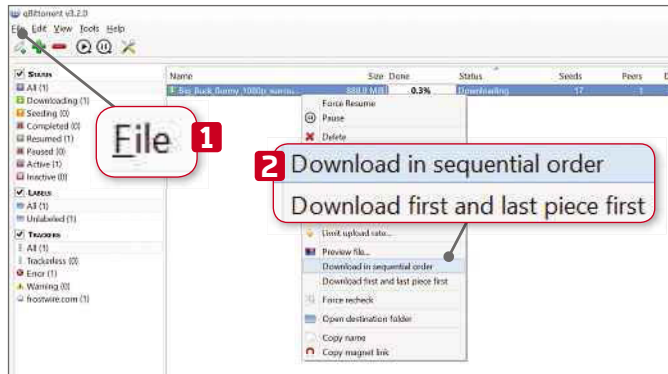 qBittorrent v3.2.0
File Edit View Tools Help
Status
All (1)
Downloading (1)
Seeding (0)
Completed (0)
Resumed (1)
Paused (0)
Active (1)
Inactive (0)
Labels
All (1)
Unlabeled (1)
Trackers
All (1)
Trackerless (0)
Error (1)
Warning (0)
frostwire.com (1)
Name Size Done Status Seeds Peers D
Big_Buck_Bunny_1080p_surrou... 888.9 MiB 0.3% Downloading 17 1
Force Resume
Pause
Delete
File 1
2 Download in sequential order
Download first and last piece first
Limit upload rate...
Preview file...
Download in sequential order
Download first and last piece first
Force recheck
Open destination folder
Copy name
Copy magnet link